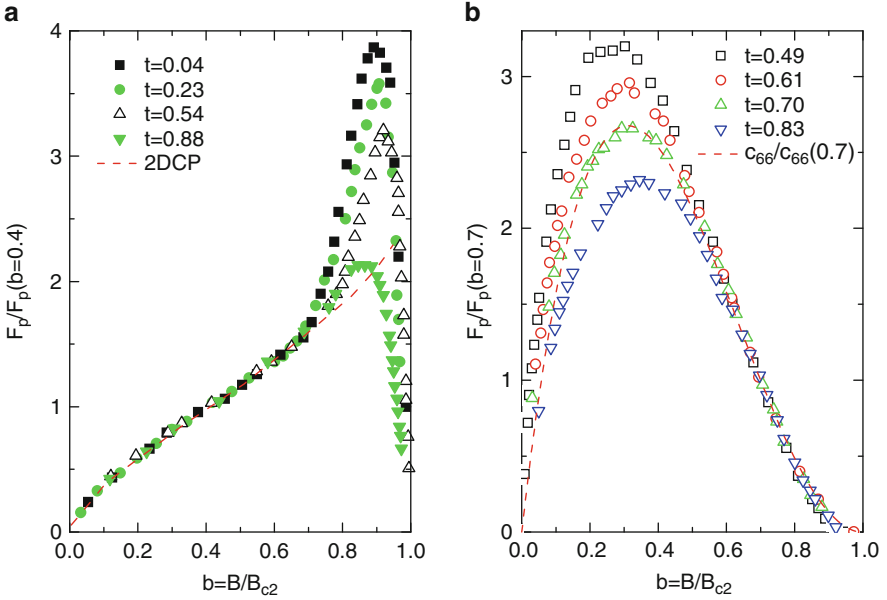 a
4
3
2
1
0
0.0 0.2 0.4 0.6 0.8 1.0
F_p/F_p(b=0.4)
b=B/B_c2
t=0.04
t=0.23
t=0.54
t=0.88
2DCP
b
3
2
1
0
0.0 0.2 0.4 0.6 0.8 1.0
F_p/F_p(b=0.7)
b=B/B_c2
t=0.49
t=0.61
t=0.70
t=0.83
c_66/c_66(0.7)